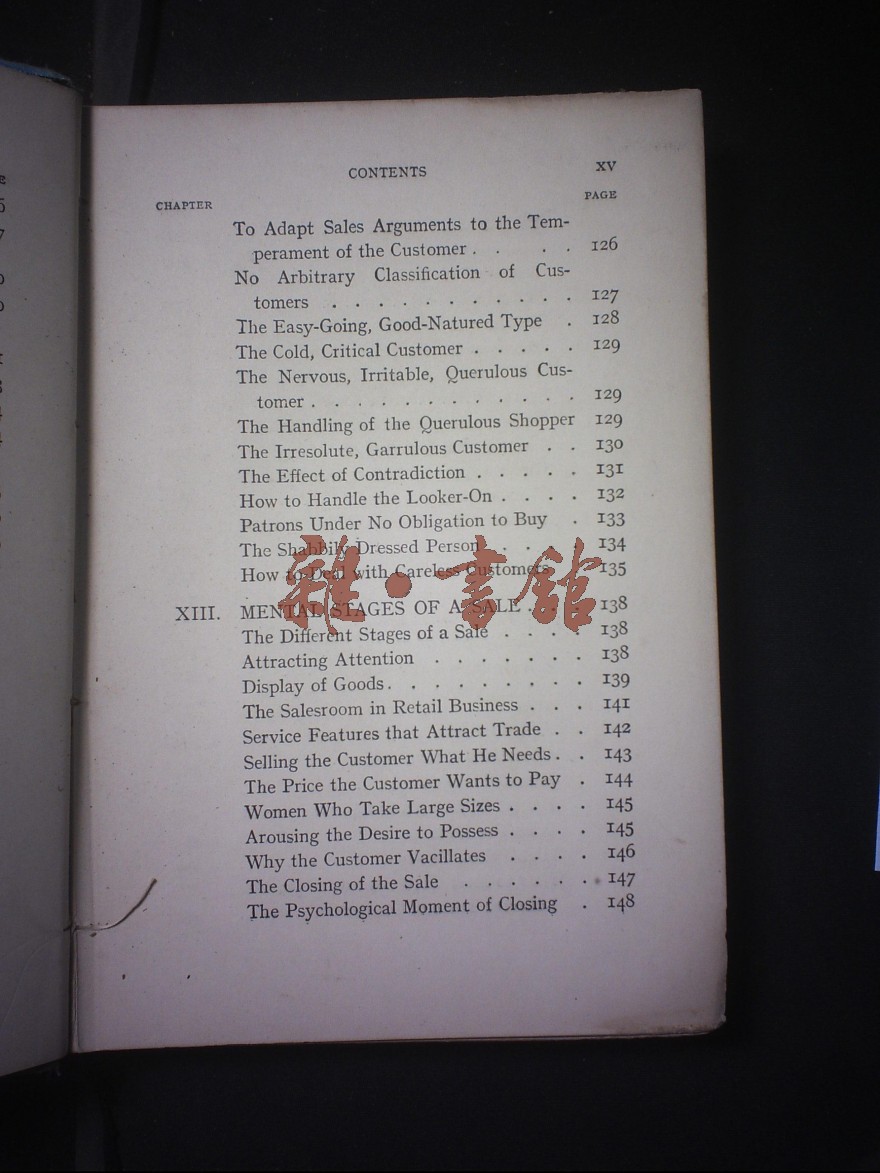 CONTENTS XV
CHAPTER PAGE
To Adapt Sales Arguments to the Tem-
perament of the Customer . . . . 126
No Arbitrary Classification of Cus-
tomers . . . . . . . . . . . 127
The Easy-Going, Good-Natured Type . 128
The Cold, Critical Customer . . . . . 129
The Nervous, Irritable, Querulous Cus-
tomer . . . . . . . . . . . . 129
The Handling of the Querulous Shopper 129
The Irresolute, Garrulous Customer . . 130
The Effect of Contradiction . . . . . 131
How to Handle the Looker-On . . . . 132
Patrons Under No Obligation to Buy . 133
The Shabbily Dressed Person . . . . 134
How to Deal with Careless Customers 135
雜·書館
XIII. MENTAL STAGES OF A SALE . . . 138
The Different Stages of a Sale . . . . 138
Attracting Attention . . . . . . . 138
Display of Goods . . . . . . . . . 139
The Salesroom in Retail Business . . . 141
Service Features that Attract Trade . . 142
Selling the Customer What He Needs . . 143
The Price the Customer Wants to Pay . 144
Women Who Take Large Sizes . . . . 145
Arousing the Desire to Possess . . . . 145
Why the Customer Vacillates . . . . 146
The Closing of the Sale . . . . . . 147
The Psychological Moment of Closing . 148